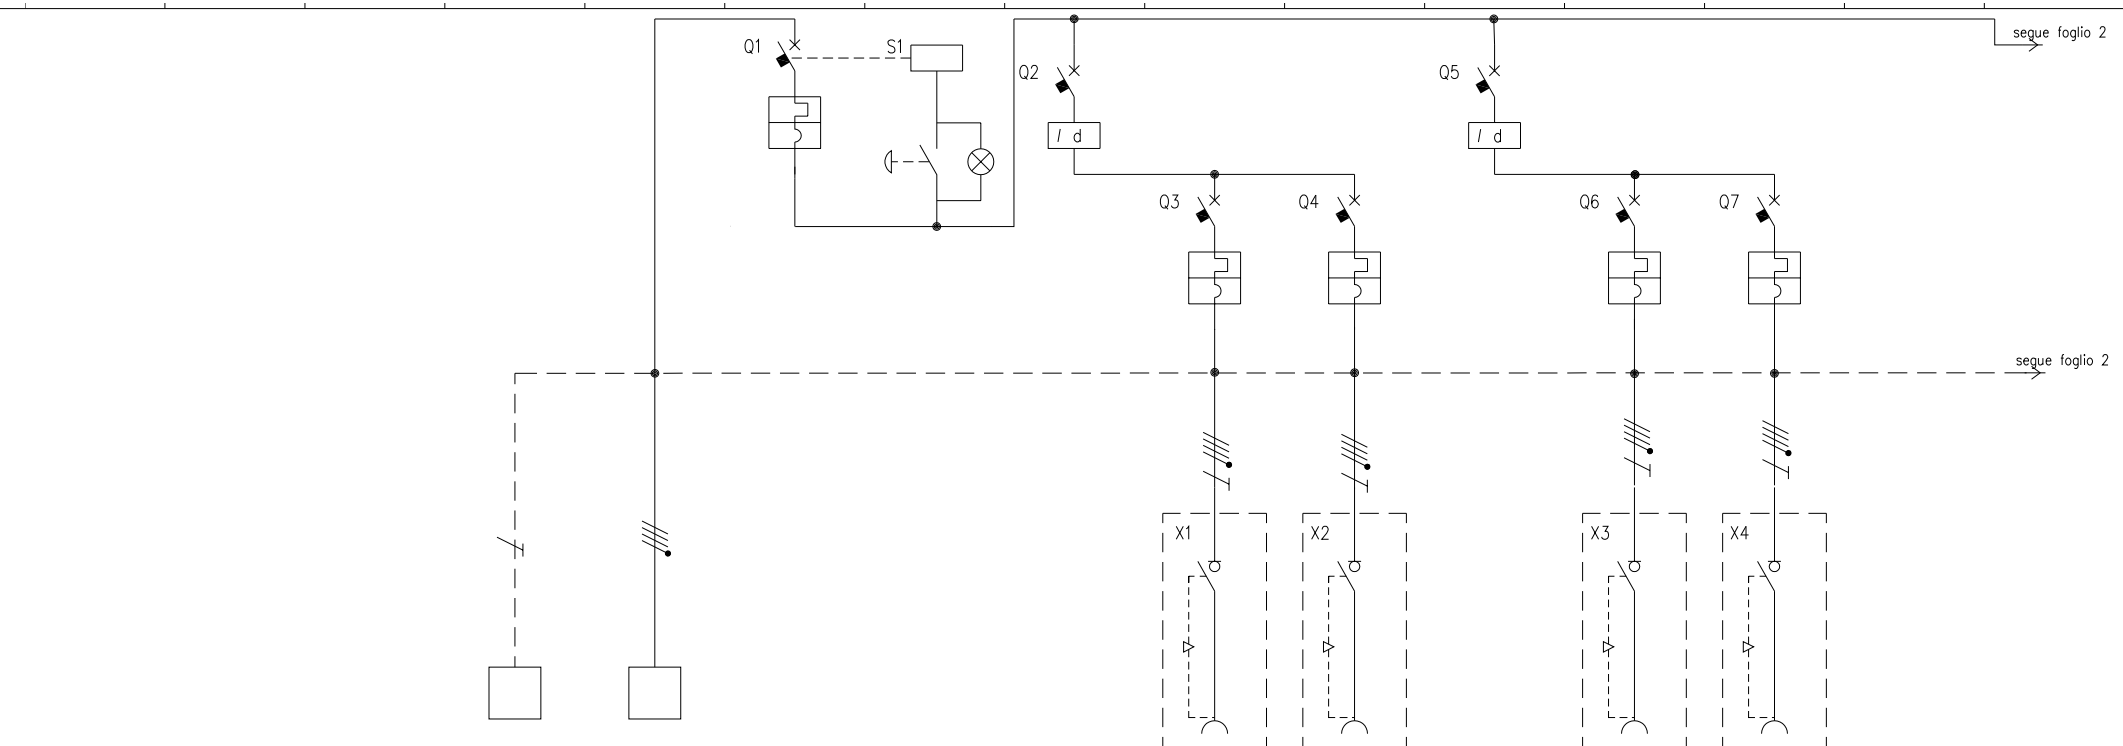 segue foglio 2
Q1
S1
Q2
Q5
I d
I d
Q3
Q4
Q6
Q7
segue foglio 2
X1
X2
X3
X4